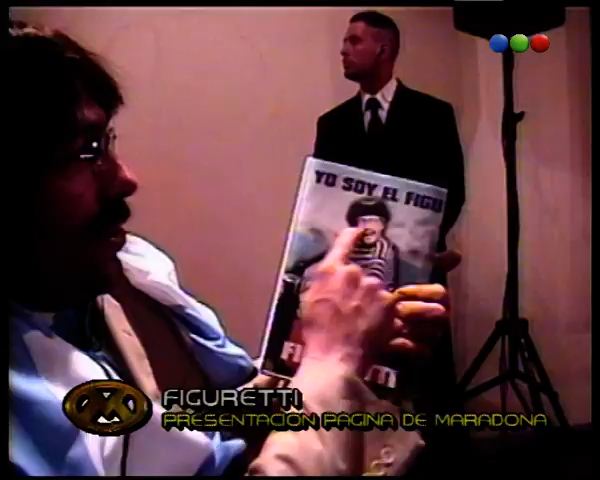 YO SOY EL FIGU
FIGURETTI
PRESENTACION PAGINA DE MARADONA